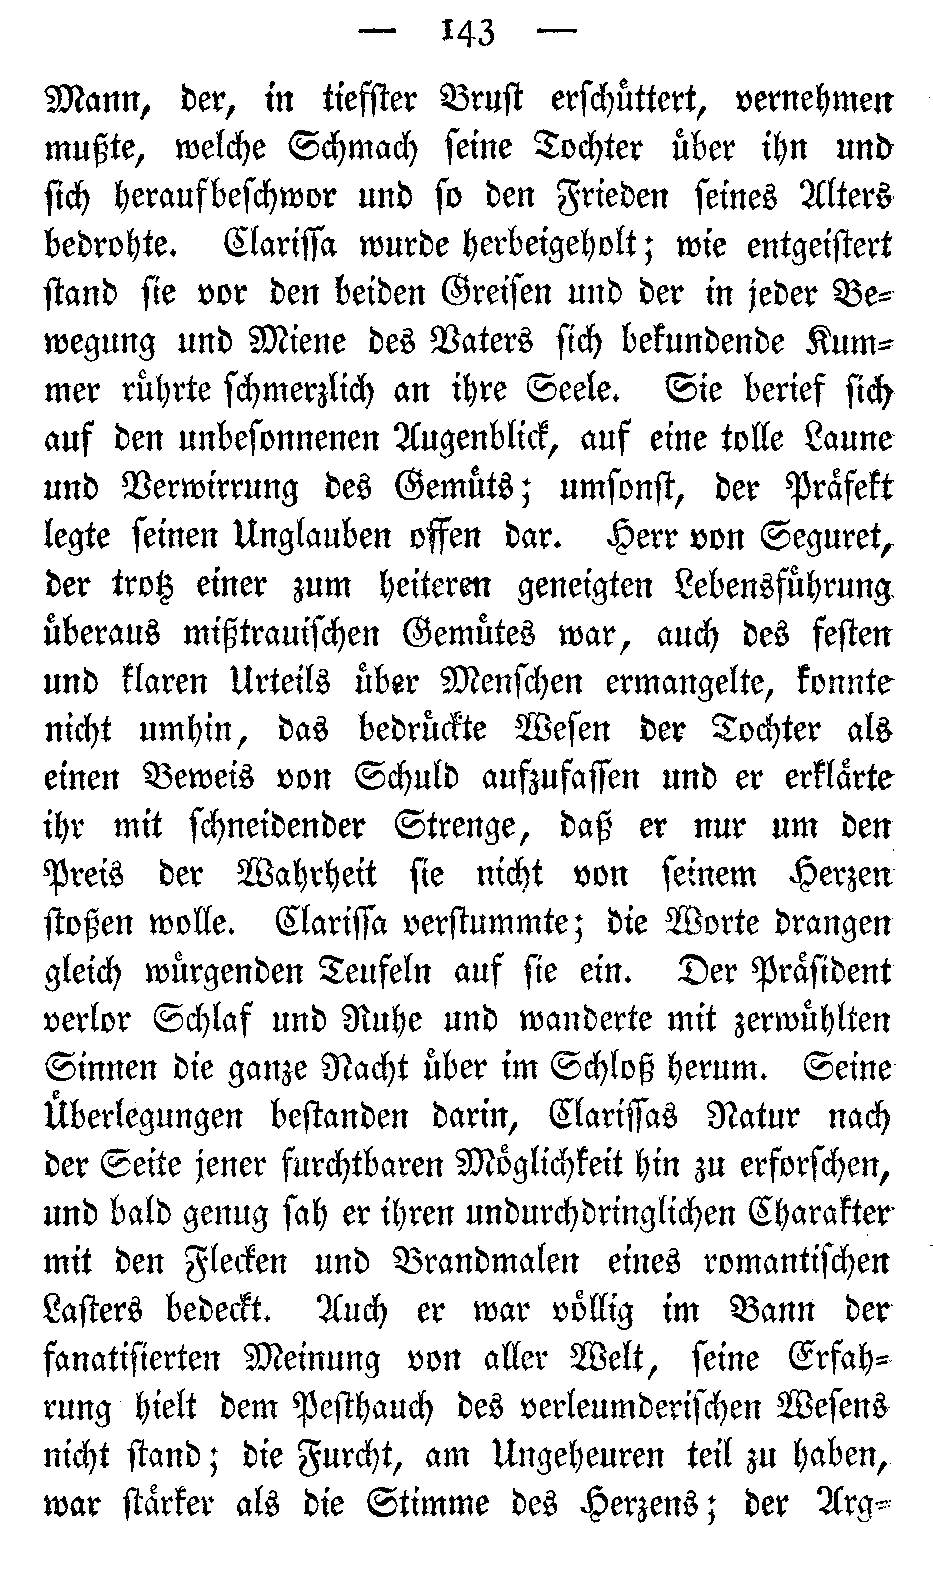 — 143 —
Mann, der, in tiefster Brust erschüttert, vernehmen
mußte, welche Schmach seine Tochter über ihn und
sich heraufbeschwor und so den Frieden seines Alters
bedrohte. Clarissa wurde herbeigeholt; wie entgeistert
stand sie vor den beiden Greisen und der in jeder Be-
wegung und Miene des Vaters sich bekundende Kum-
mer rührte schmerzlich an ihre Seele. Sie berief sich
auf den unbesonnenen Augenblick, auf eine tolle Laune
und Verwirrung des Gemüts; umsonst, der Präfekt
legte seinen Unglauben offen dar. Herr von Seguret,
der trotz einer zum heiteren geneigten Lebensführung
überaus mißtrauischen Gemütes war, auch des festen
und klaren Urteils über Menschen ermangelte, konnte
nicht umhin, das bedrückte Wesen der Tochter als
einen Beweis von Schuld aufzufassen und er erklärte
ihr mit schneidender Strenge, daß er nur um den
Preis der Wahrheit sie nicht von seinem Herzen
stoßen wolle. Clarissa verstummte; die Worte drangen
gleich würgenden Teufeln auf sie ein. Der Präsident
verlor Schlaf und Ruhe und wanderte mit zerwühlten
Sinnen die ganze Nacht über im Schloß herum. Seine
Überlegungen bestanden darin, Clarissas Natur nach
der Seite jener furchtbaren Möglichkeit hin zu erforschen,
und bald genug sah er ihren undurchdringlichen Charakter
mit den Flecken und Brandmalen eines romantischen
Lasters bedeckt. Auch er war völlig im Bann der
fanatisierten Meinung von aller Welt, seine Erfah-
rung hielt dem Pesthauch des verleumderischen Wesens
nicht stand; die Furcht, am Ungeheuren teil zu haben,
war stärker als die Stimme des Herzens; der Arg-